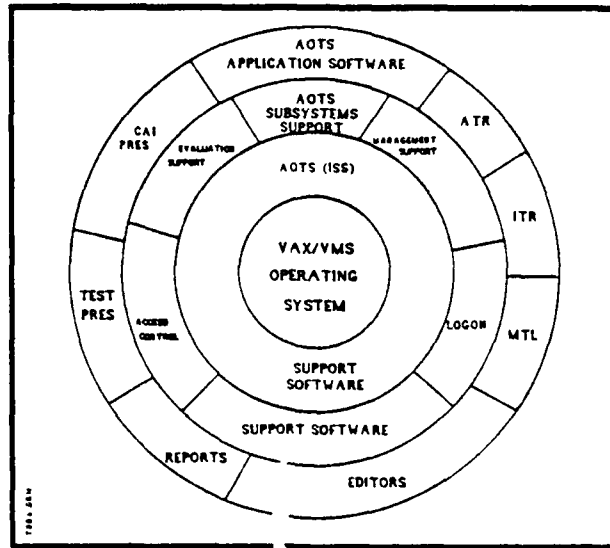 AOTS
APPLICATION SOFTWARE
AOTS
SUBSYSTEMS
SUPPORT
CAI
PRES
EVALUATION
SUPPORT
MANAGEMENT
SUPPORT
ATR
AOTS (ISS)
ITR
VAX/VMS
OPERATING
SYSTEM
TEST
PRES
ACCESS
CONTROL
LOGON
MTL
SUPPORT
SOFTWARE
SUPPORT SOFTWARE
REPORTS
EDITORS